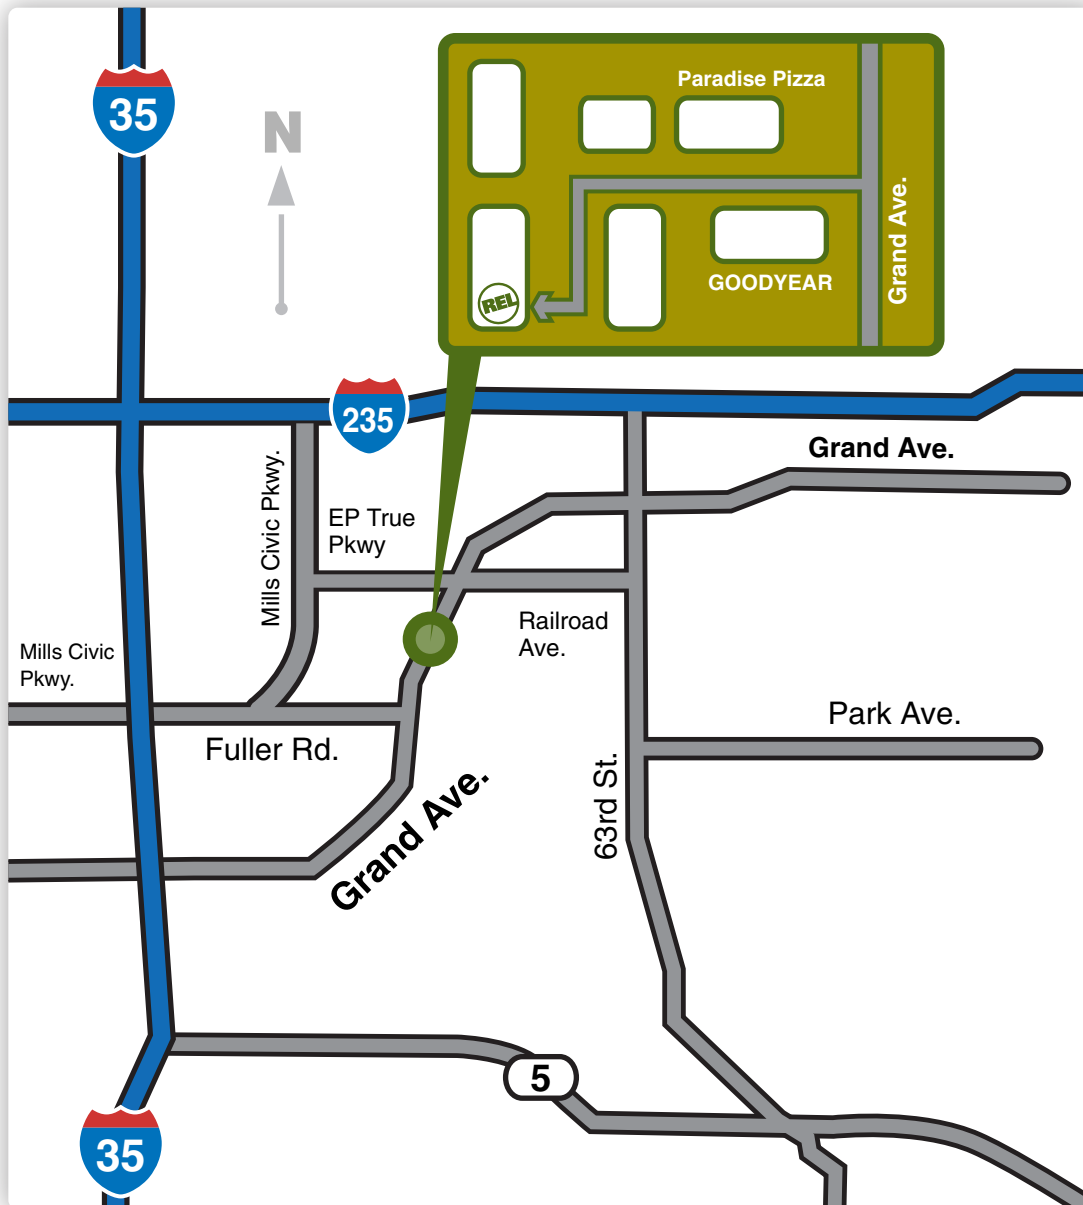 35
N
Paradise Pizza
Grand Ave.
GOODYEAR
REL
235
Grand Ave.
Mills Civic Pkwy.
EP True
Pkwy
Railroad
Ave.
Mills Civic
Pkwy.
Park Ave.
Fuller Rd.
63rd St.
Grand Ave.
5
35